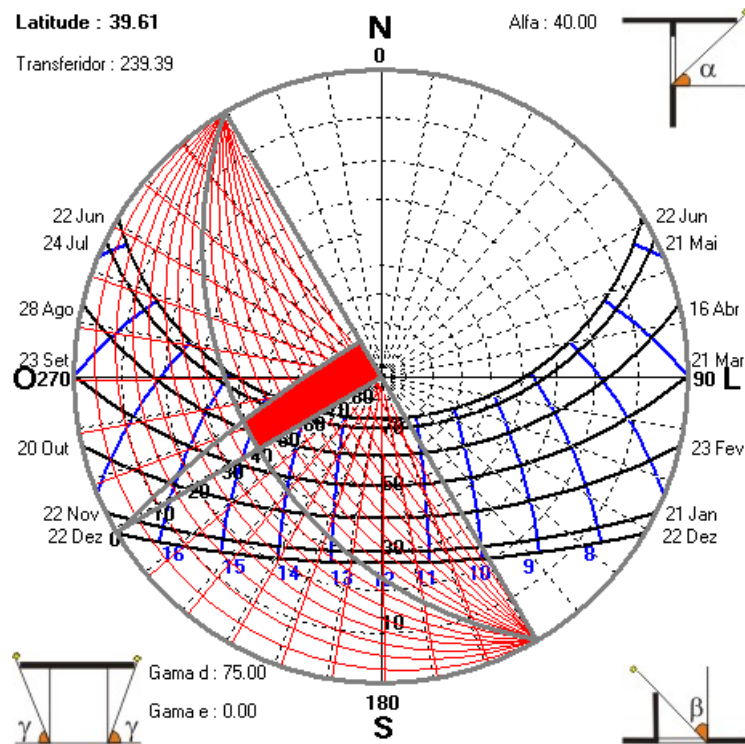 Latitude : 39.61
N
Alfa : 40.00
Transferidor : 239.39
0
α
22 Jun
22 Jun
24 Jul
21 Mai
28 Ago
16 Abr
23 Set
21 Mar
O 270
90 L
80
70
60
50
40
30
20
10
0
70
50
30
10
20 Out
23 Fev
22 Nov
21 Jan
22 Dez
22 Dez
16
15
14
13
12
11
10
9
8
Gama d : 75.00
Gama e : 0.00
γ
γ
180
S
β